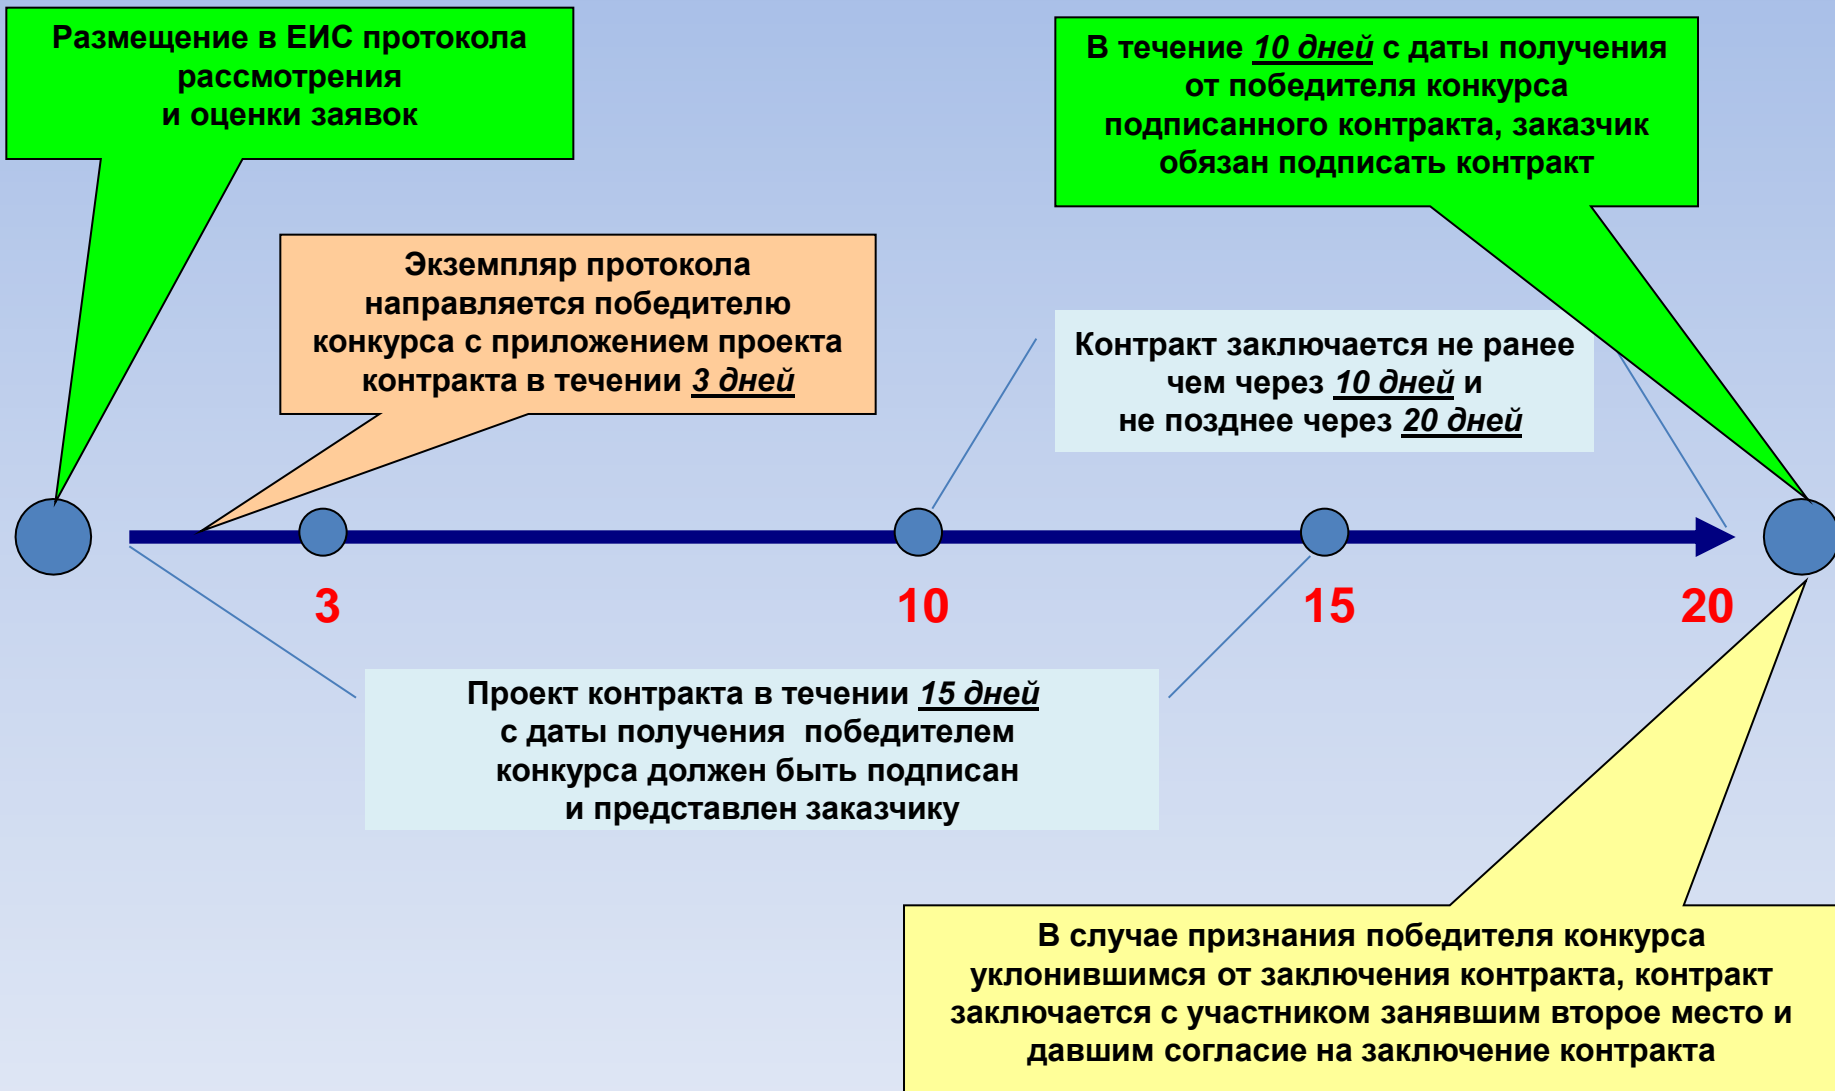 Размещение в ЕИС протокола
рассмотрения
и оценки заявок
В течение 10 дней с даты получения
от победителя конкурса
подписанного контракта, заказчик
обязан подписать контракт
Экземпляр протокола
направляется победителю
конкурса с приложением проекта
контракта в течении 3 дней
Контракт заключается не ранее
чем через 10 дней и
не позднее через 20 дней
3
10
15
20
Проект контракта в течении 15 дней
с даты получения победителем
конкурса должен быть подписан
и представлен заказчику
В случае признания победителя конкурса
уклонившимся от заключения контракта, контракт
заключается с участником занявшим второе место и
давшим согласие на заключение контракта